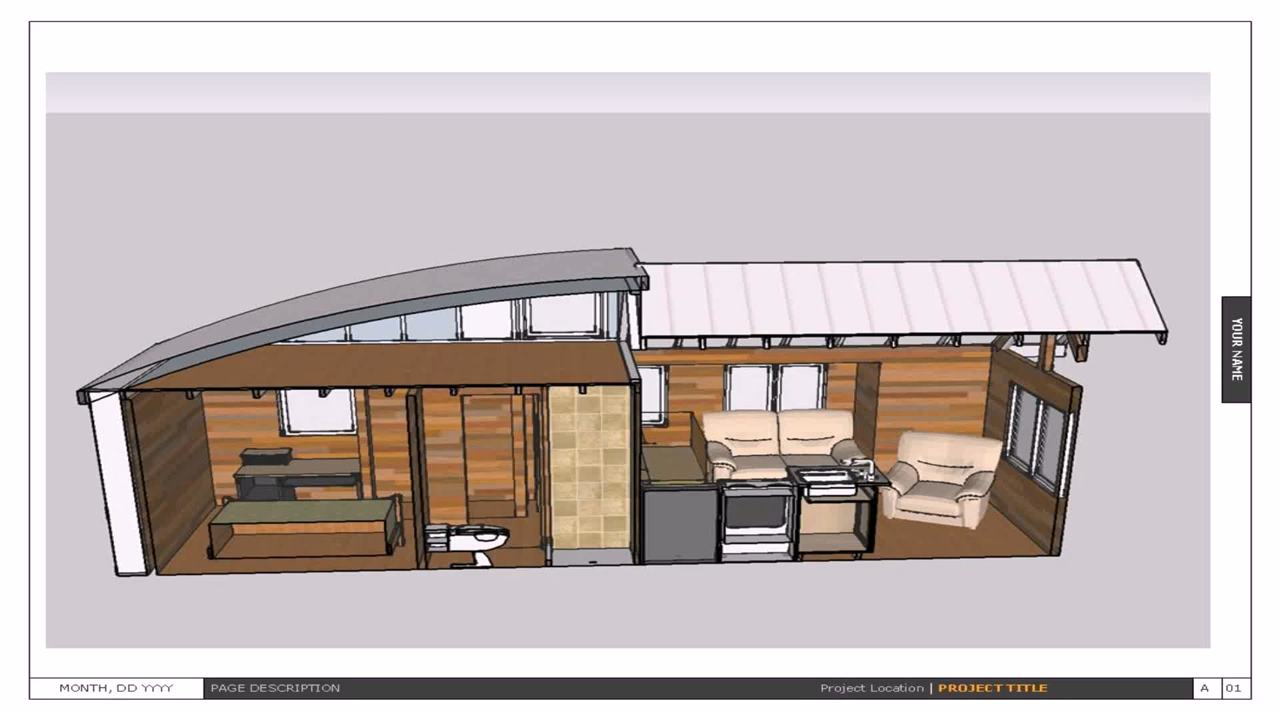 YOUR NAME
MONTH, DD YYYY
PAGE DESCRIPTION
Project Location | PROJECT TITLE
A 01